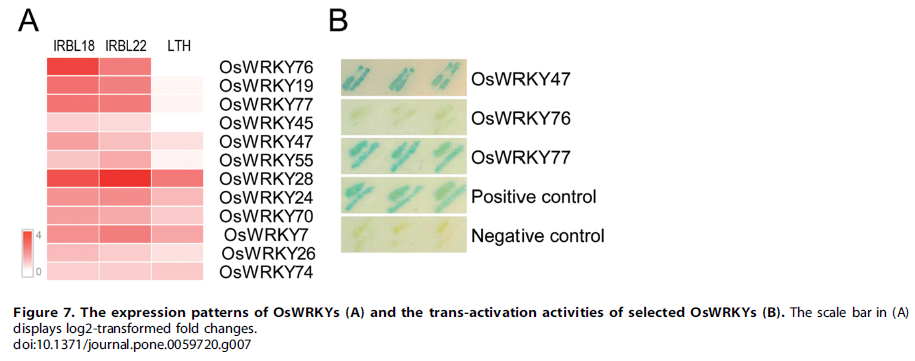 A
B
IRBL18 IRBL22 LTH
OsWRKY76
OsWRKY19
OsWRKY77
OsWRKY45
OsWRKY47
OsWRKY55
OsWRKY28
OsWRKY24
OsWRKY70
OsWRKY7
OsWRKY26
OsWRKY74
4
0
OsWRKY47
OsWRKY76
OsWRKY77
Positive control
Negative control
Figure 7. The expression patterns of OsWRKYs (A) and the trans-activation activities of selected OsWRKYs (B). The scale bar in (A)
displays log2-transformed fold changes.
doi:10.1371/journal.pone.0059720.g007